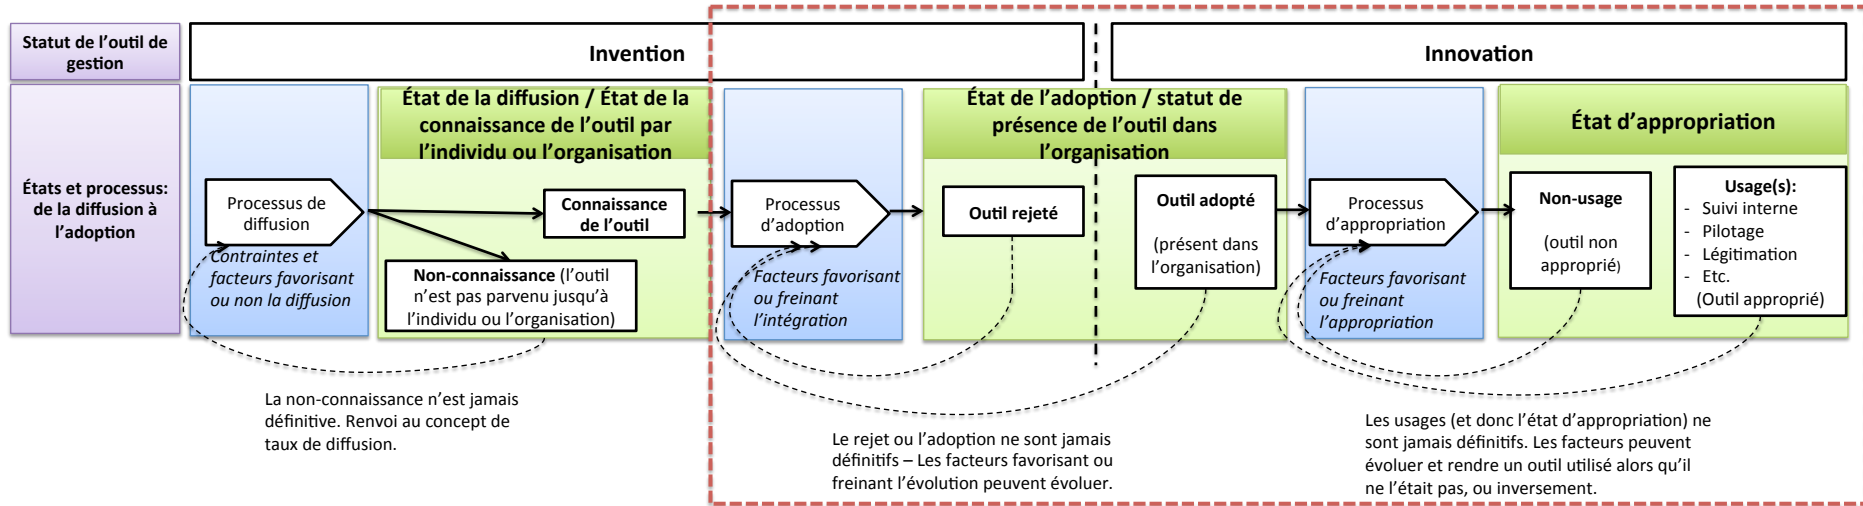 Statut de l’outil de
gestion
Invention
Innovation
États et processus:
de la diffusion à
l’adoption
Processus de
diffusion
Contraintes et
facteurs favorisant
ou non la diffusion
État de la diffusion / État de la
connaissance de l’outil par
l’individu ou l’organisation
Connaissance
de l’outil
Non-connaissance (l’outil
n’est pas parvenu jusqu’à
l’individu ou l’organisation)
La non-connaissance n’est jamais
définitive. Renvoi au concept de
taux de diffusion.
Processus
d’adoption
Facteurs favorisant
ou freinant
l’intégration
État de l’adoption / statut de
présence de l’outil dans
l’organisation
Outil rejeté
Outil adopté
(présent dans
l’organisation)
Le rejet ou l’adoption ne sont jamais
définitifs – Les facteurs favorisant ou
freinant l’évolution peuvent évoluer.
Processus
d’appropriation
Facteurs favorisant
ou freinant
l’appropriation
État d’appropriation
Non-usage
(outil non
approprié)
Usage(s):
- Suivi interne
- Pilotage
- Légitimation
- Etc.
(Outil approprié)
Les usages (et donc l’état d’appropriation) ne
sont jamais définitifs. Les facteurs peuvent
évoluer et rendre un outil utilisé alors qu’il
ne l’était pas, ou inversement.